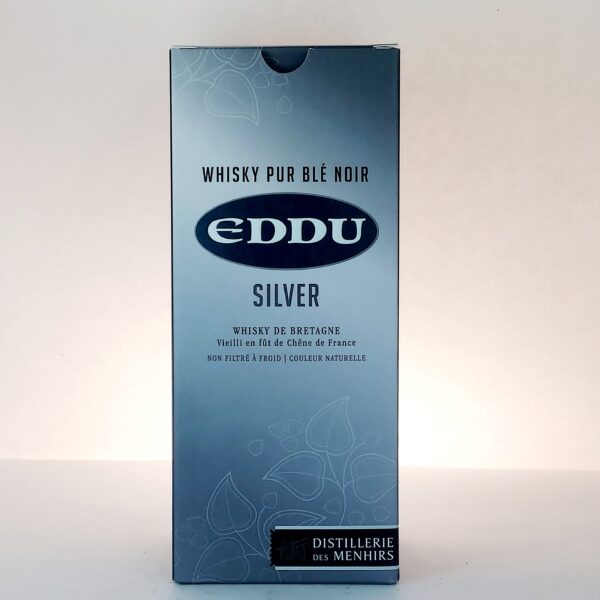 WHISKY PUR BLÉ NOIR
EDDU
SILVER
WHISKY DE BRETAGNE
Vieilli en fût de Chêne de France
NON FILTRÉ À FROID | COULEUR NATURELLE
DISTILLERIE
DES MENHIRS